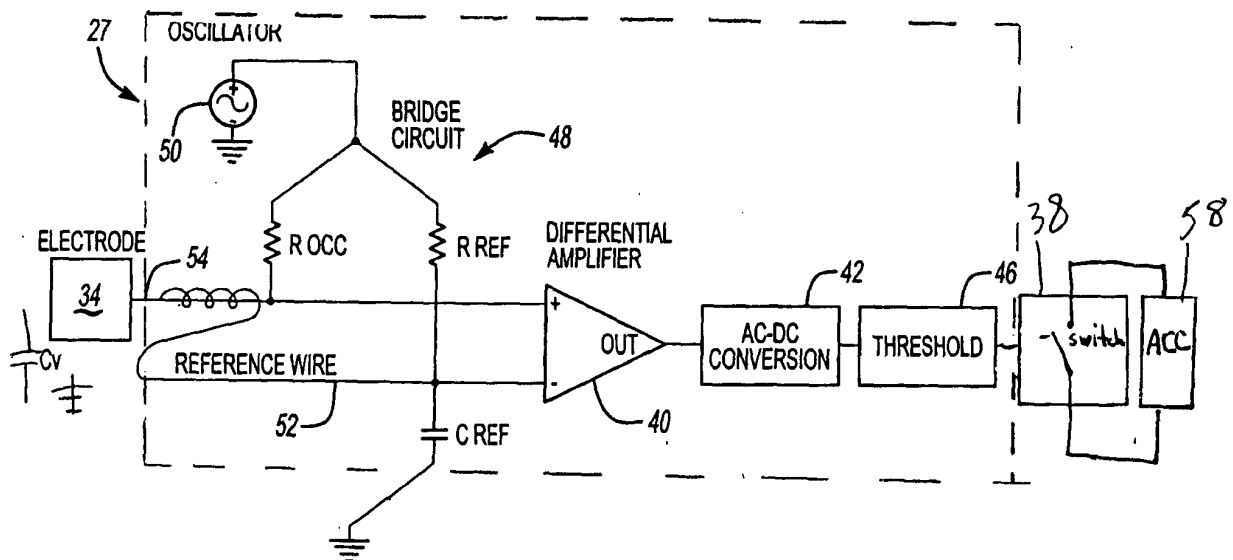 27
OSCILLATOR
50
BRIDGE
CIRCUIT
48
ELECTRODE
34
54
R OCC
R REF
DIFFERENTIAL
AMPLIFIER
+
-
OUT
40
42
AC-DC
CONVERSION
46
THRESHOLD
38
switch
58
ACC
Cv
REFERENCE WIRE
52
C REF